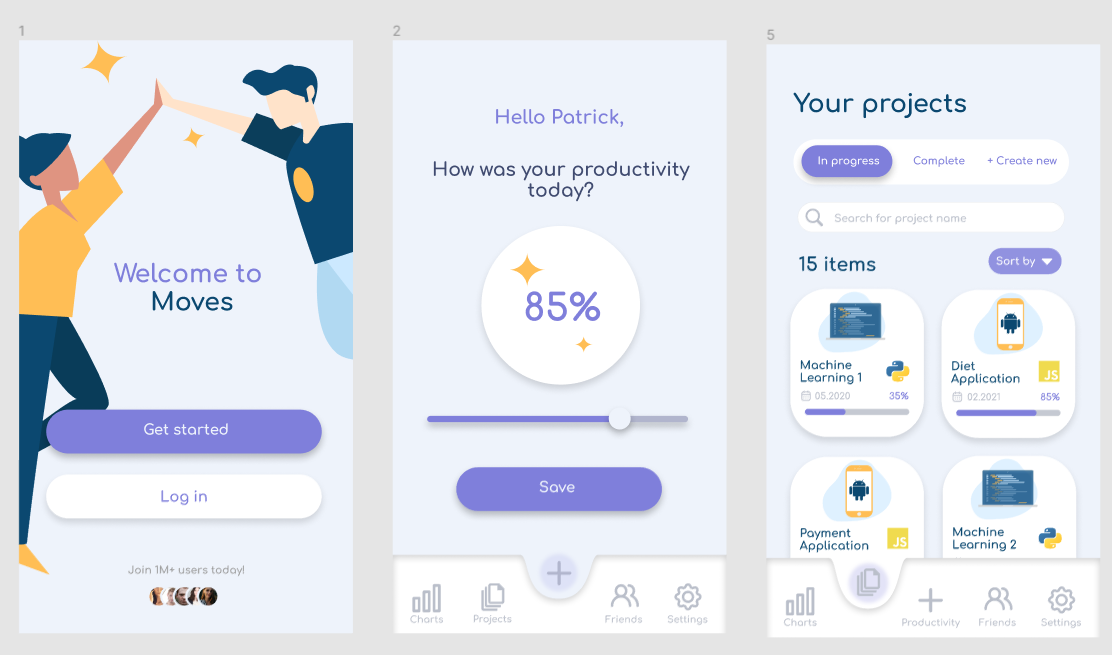 1
Welcome to
Moves
Get started
Log in
Join 1M+ users today!
2
Hello Patrick,
How was your productivity
today?
85%
Save
Charts
Projects
Friends
Settings
5
Your projects
In progress
Complete
+ Create new
Search for project name
15 items
Sort by
Machine
Learning 1
05.2020
35%
Diet
Application
JS
02.2021
85%
Payment
Application
JS
Machine
Learning 2
Charts
Productivity
Friends
Settings